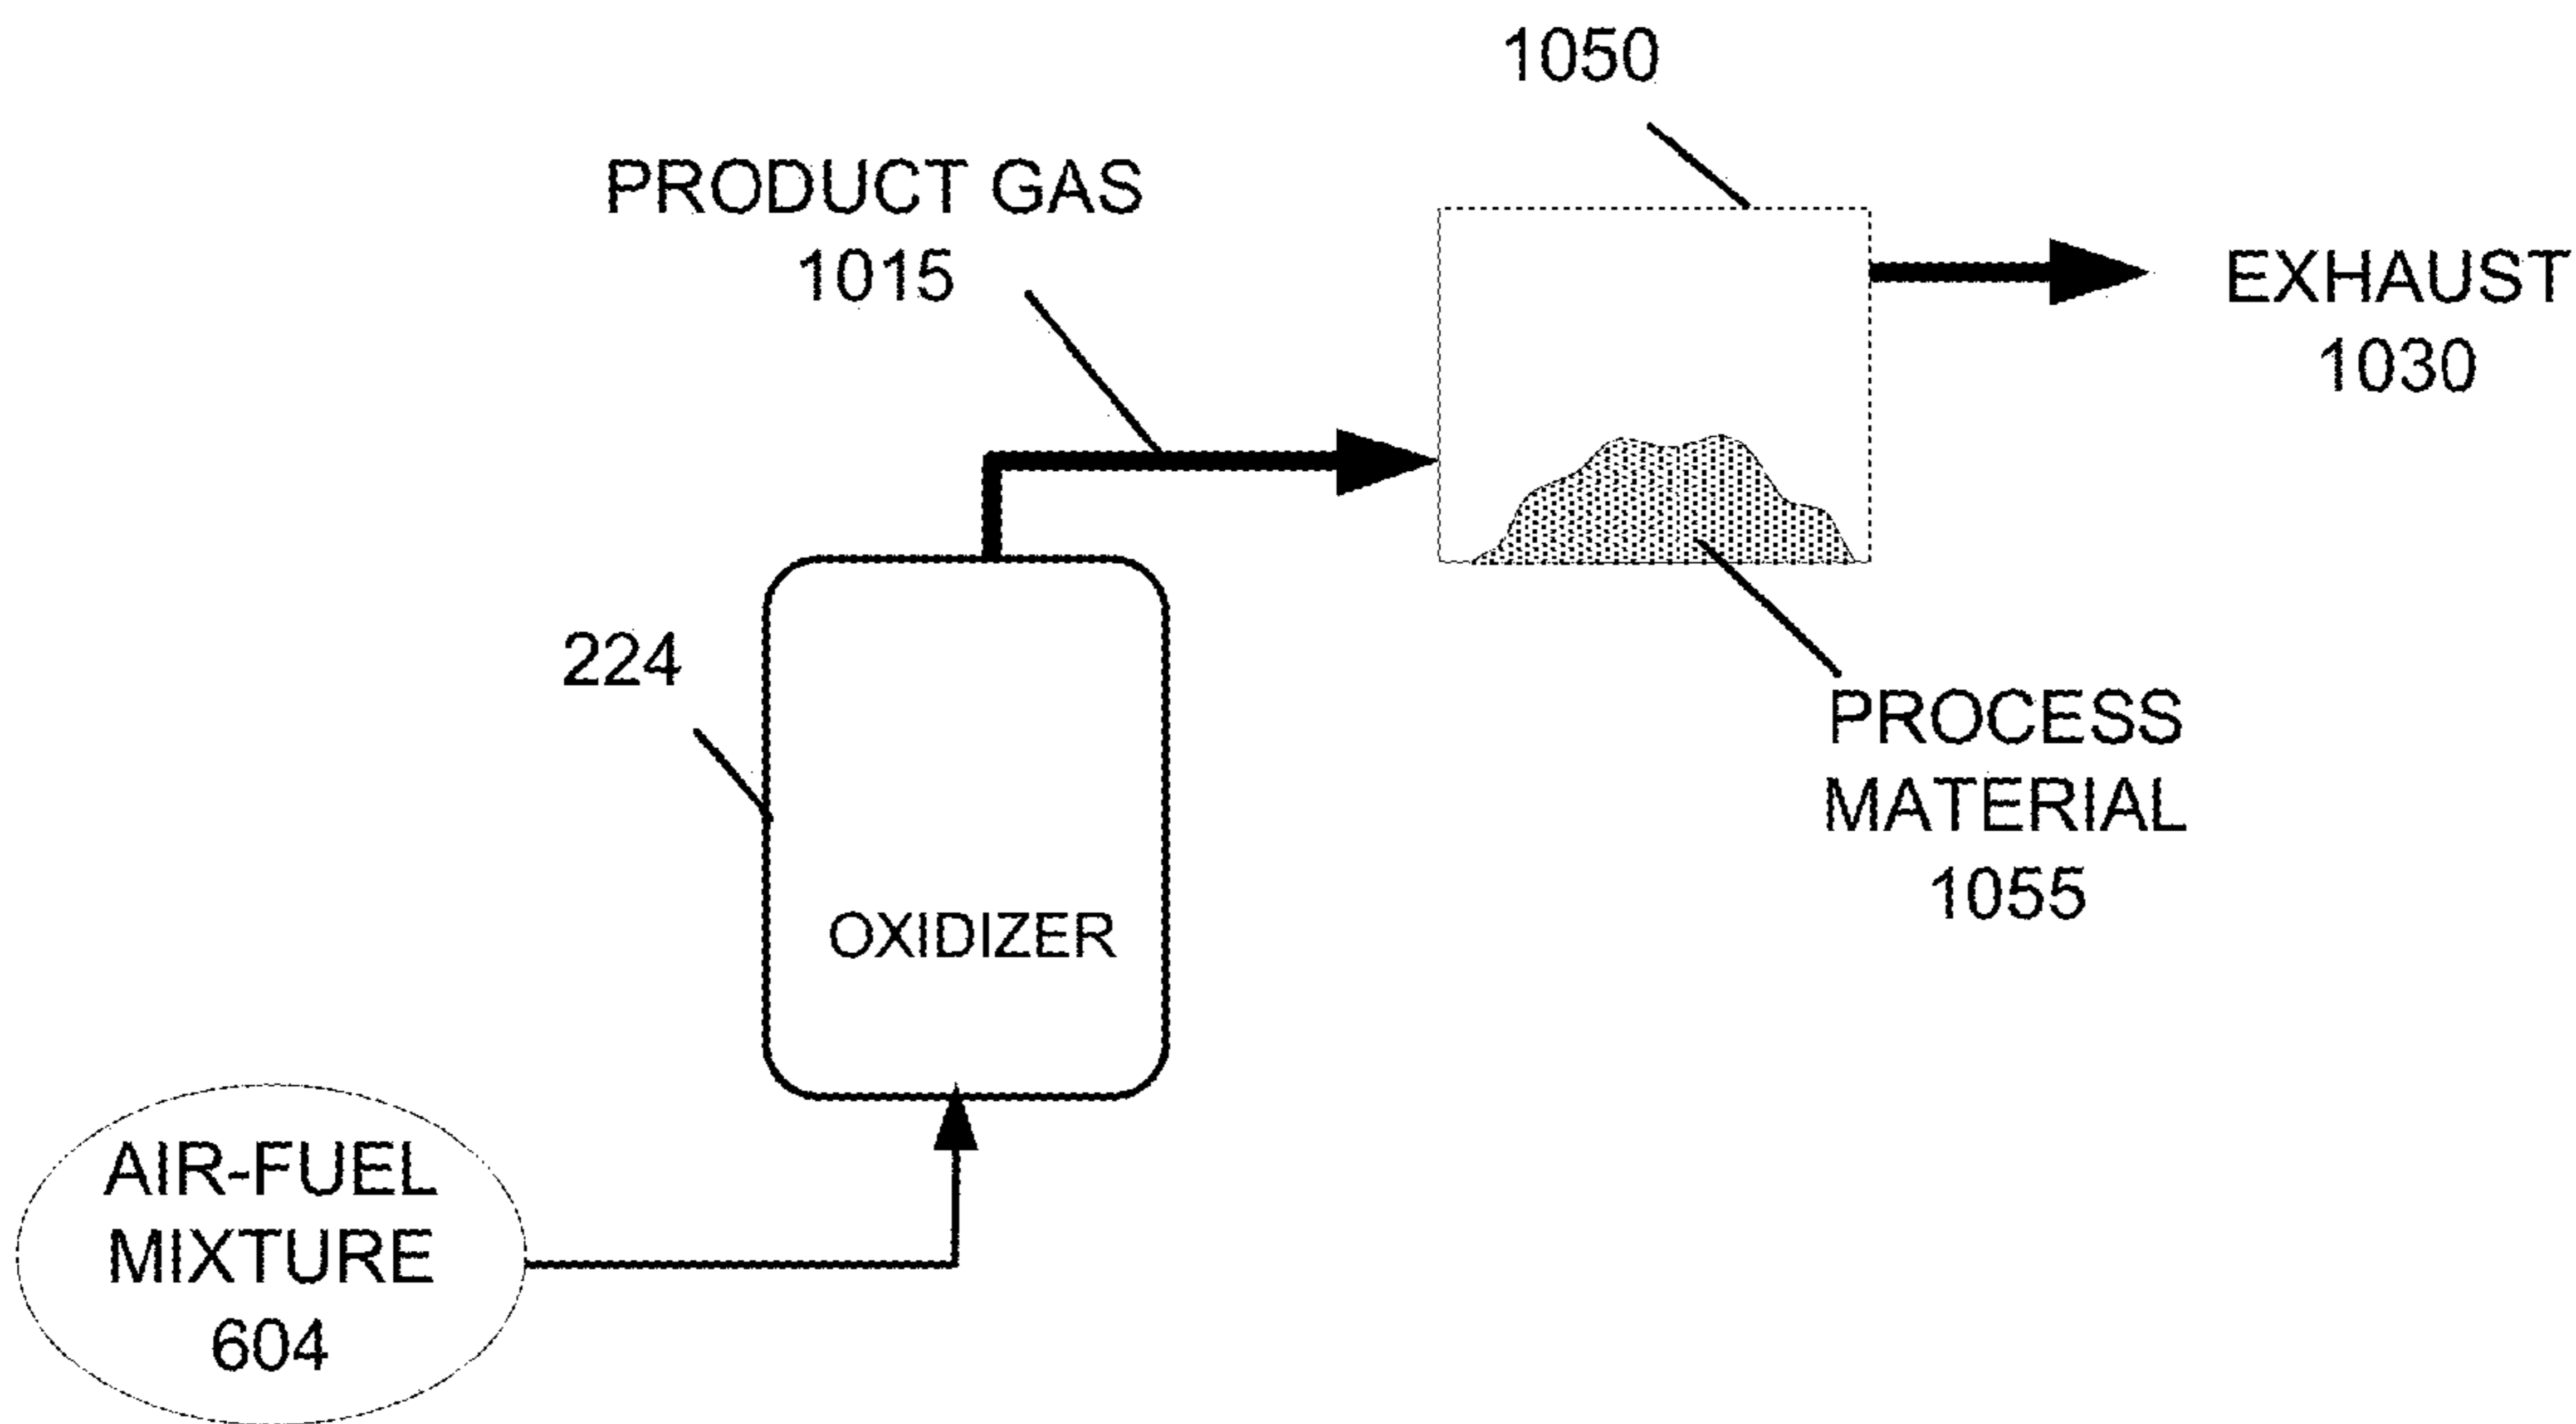 1050
PRODUCT GAS
1015
EXHAUST
1030
224
PROCESS
MATERIAL
1055
OXIDIZER
AIR-FUEL
MIXTURE
604